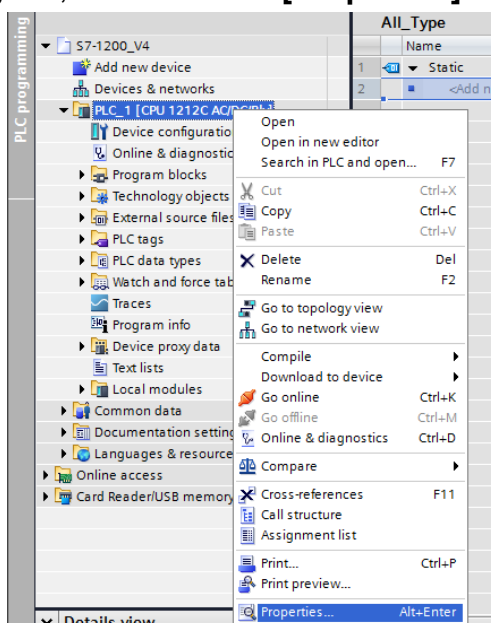 PLC programming
S7-1200_V4
Add new device
Devices & networks
PLC_1 [CPU 1212C AC/DC/Rly]
Device configuratio
Online & diagnostic
Program blocks
Technology objects
External source files
PLC tags
PLC data types
Watch and force tab
Traces
Program info
Device proxy data
Text lists
Local modules
Common data
Documentation setting
Languages & resource
Online access
Card Reader/USB memory
Details view
Open
Open in new editor
Search in PLC and open... F7
Cut Ctrl+X
Copy Ctrl+C
Paste Ctrl+V
Delete Del
Rename F2
Go to topology view
Go to network view
Compile
Download to device
Go online Ctrl+K
Go offline Ctrl+M
Online & diagnostics Ctrl+D
Compare
Cross-references F11
Call structure
Assignment list
Print... Ctrl+P
Print preview...
Properties... Alt+Enter
All_Type
Name
1 Static
2 <Add n